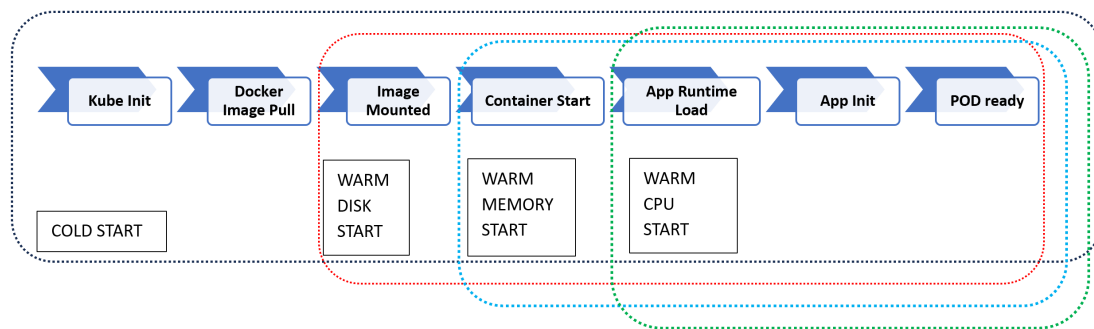 Kube Init
Docker
Image Pull
Image
Mounted
Container Start
App Runtime
Load
App Init
POD ready
COLD START
WARM
DISK
START
WARM
MEMORY
START
WARM
CPU
START